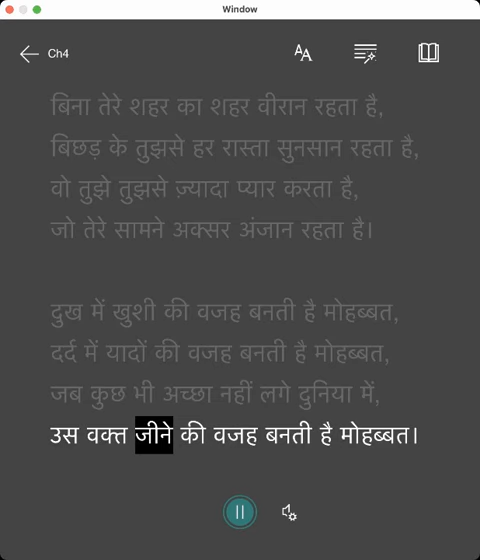 Window
Ch4
AA
बिना तेरे शहर का शहर वीरान रहता है,
बिछड़ के तुझसे हर रास्ता सुनसान रहता है,
वो तुझे तुझसे ज़्यादा प्यार करता है,
जो तेरे सामने अक्सर अंजान रहता है।
दुख में खुशी की वजह बनती है मोहब्बत,
दर्द में यादों की वजह बनती है मोहब्बत,
जब कुछ भी अच्छा नहीं लगे दुनिया में,
उस वक्त जीने की वजह बनती है मोहब्बत।